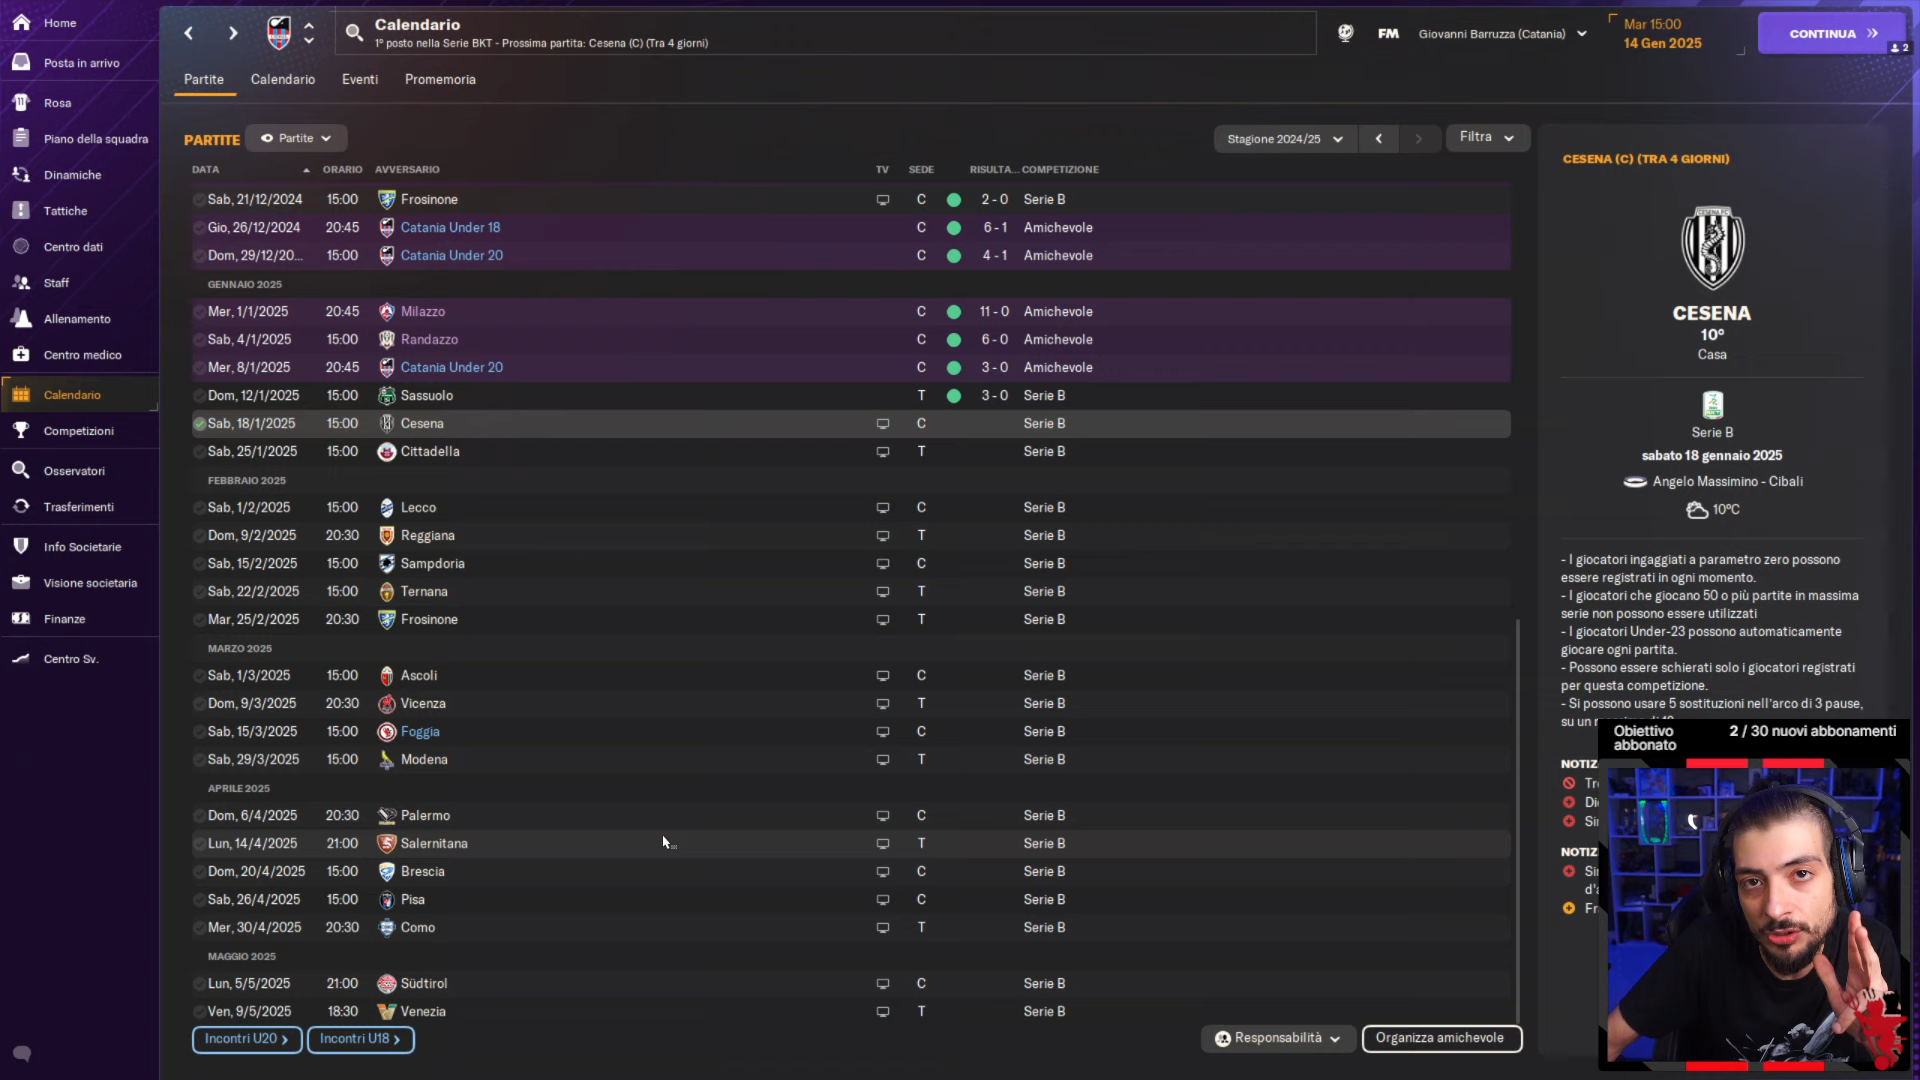 Home
Posta in arrivo
Rosa
Piano della squadra
Dinamiche
Tattiche
Centro dati
Staff
Allenamento
Centro medico
Calendario
Competizioni
Osservatori
Trasferimenti
Info Societarie
Visione societaria
Finanze
Centro Sv.
Calendario
1° posto nella Serie BKT - Prossima partita: Cesena (C) (Tra 4 giorni)
FM
Giovanni Barruzza (Catania)
Mar 15:00
14 Gen 2025
CONTINUA
2
Partite Calendario Eventi Promemoria
PARTITE Partite
Stagione 2024/25
Filtra
DATA ORARIO AVVERSARIO TV SEDE RISULTA... COMPETIZIONE
Sab, 21/12/2024 15:00 Frosinone C 2 - 0 Serie B
Gio, 26/12/2024 20:45 Catania Under 18 C 6 - 1 Amichevole
Dom, 29/12/20... 15:00 Catania Under 20 C 4 - 1 Amichevole
GENNAIO 2025
Mer, 1/1/2025 20:45 Milazzo C 11 - 0 Amichevole
Sab, 4/1/2025 15:00 Randazzo C 6 - 0 Amichevole
Mer, 8/1/2025 20:45 Catania Under 20 C 3 - 0 Amichevole
Dom, 12/1/2025 15:00 Sassuolo T 3 - 0 Serie B
Sab, 18/1/2025 15:00 Cesena C Serie B
Sab, 25/1/2025 15:00 Cittadella T Serie B
FEBBRAIO 2025
Sab, 1/2/2025 15:00 Lecco C Serie B
Dom, 9/2/2025 20:30 Reggiana T Serie B
Sab, 15/2/2025 15:00 Sampdoria C Serie B
Sab, 22/2/2025 15:00 Ternana T Serie B
Mar, 25/2/2025 20:30 Frosinone T Serie B
MARZO 2025
Sab, 1/3/2025 15:00 Ascoli C Serie B
Dom, 9/3/2025 20:30 Vicenza T Serie B
Sab, 15/3/2025 15:00 Foggia C Serie B
Sab, 29/3/2025 15:00 Modena T Serie B
APRILE 2025
Dom, 6/4/2025 20:30 Palermo C Serie B
Lun, 14/4/2025 21:00 Salernitana T Serie B
Dom, 20/4/2025 15:00 Brescia C Serie B
Sab, 26/4/2025 15:00 Pisa C Serie B
Mer, 30/4/2025 20:30 Como T Serie B
MAGGIO 2025
Lun, 5/5/2025 21:00 Südtirol C Serie B
Ven, 9/5/2025 18:30 Venezia T Serie B
Incontri U20 Incontri U18
Responsabilità Organizza amichevole
CESENA (C) (TRA 4 GIORNI)
CESENA
10°
Casa
Serie B
sabato 18 gennaio 2025
Angelo Massimino - Cibali
10°C
- I giocatori ingaggiati a parametro zero possono
essere registrati in ogni momento.
- I giocatori che giocano 50 o più partite in massima
serie non possono essere utilizzati
- I giocatori Under-23 possono automaticamente
giocare ogni partita.
- Possono essere schierati solo i giocatori registrati
per questa competizione.
- Si possono usare 5 sostituzioni nell'arco di 3 pause,
su un
Obiettivo
abbonato
2 / 30 nuovi abbonamenti